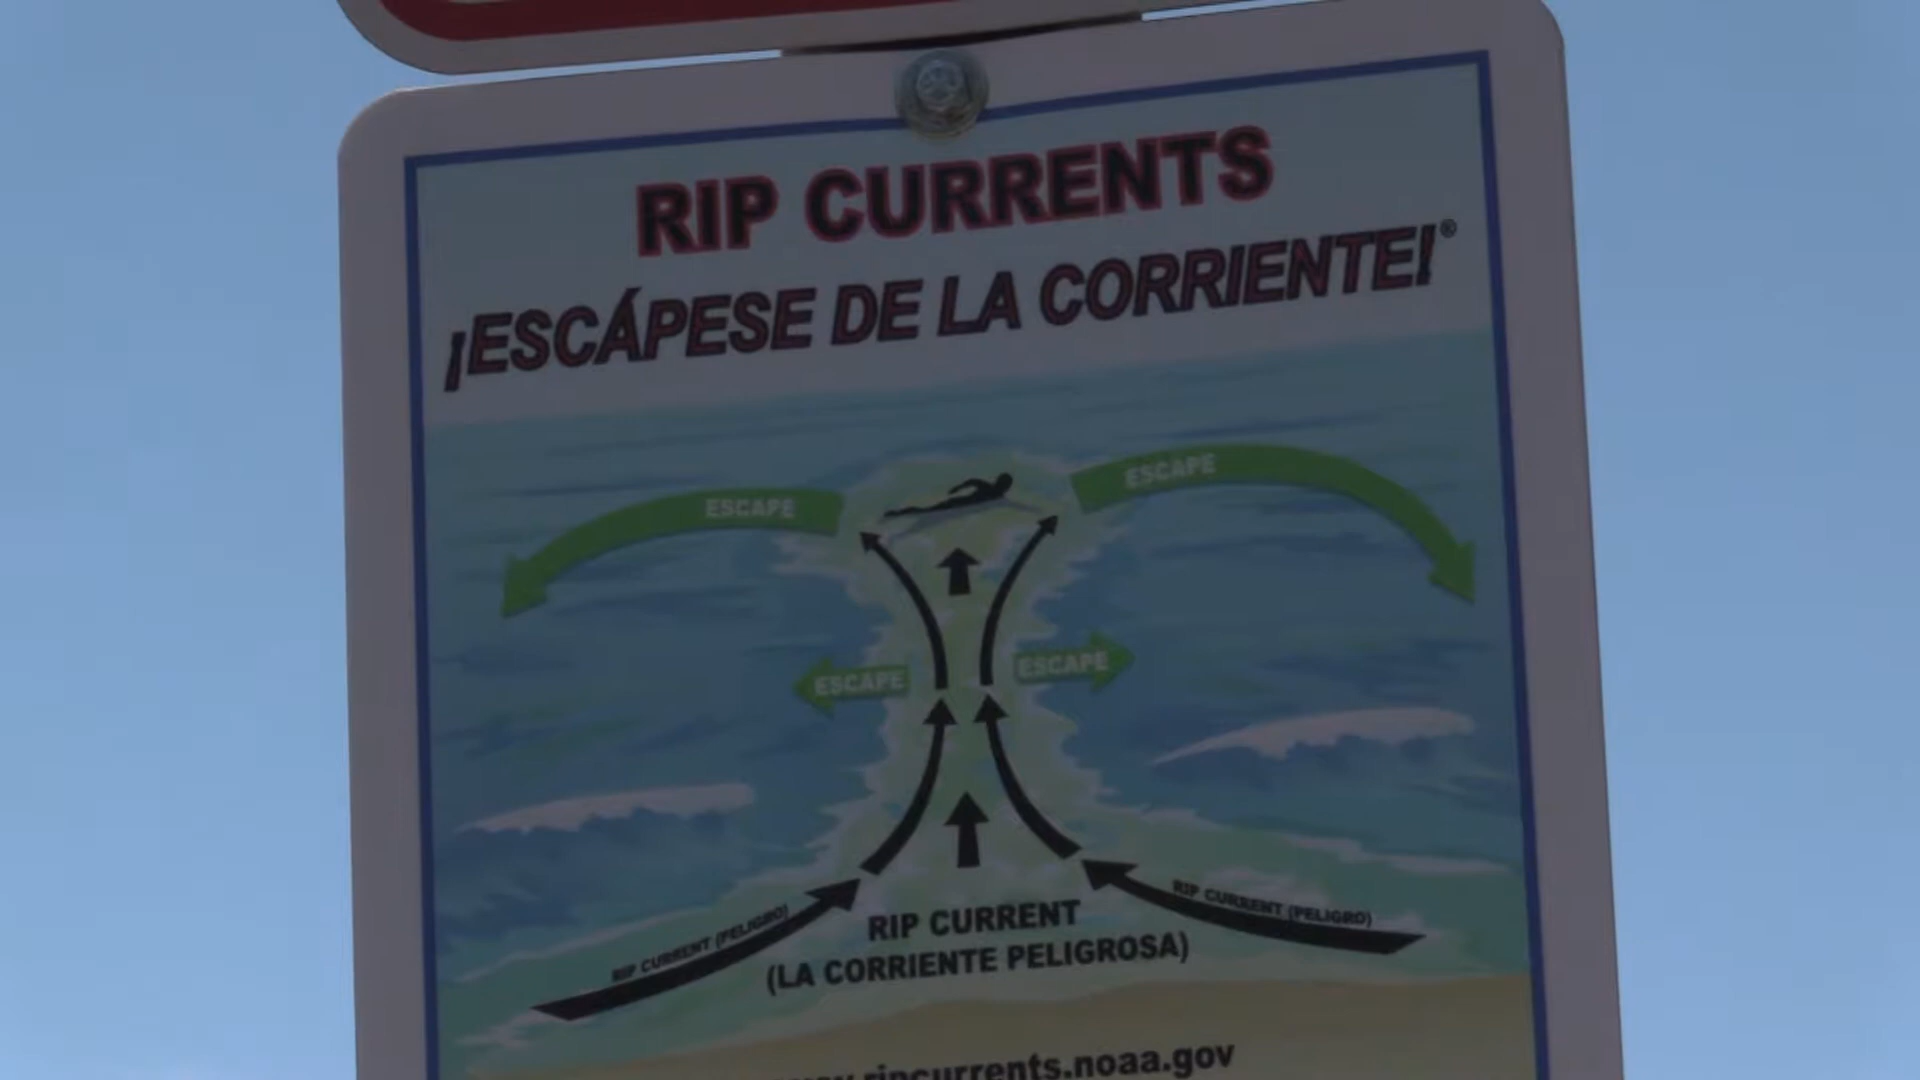 RIP CURRENTS
¡ESCÁPESE DE LA CORRIENTE!®
ESCAPE
ESCAPE
ESCAPE
ESCAPE
RIP CURRENT (PELIGRO)
RIP CURRENT (PELIGRO)
RIP CURRENT
(LA CORRIENTE PELIGROSA)
ripcurrents.noaa.gov